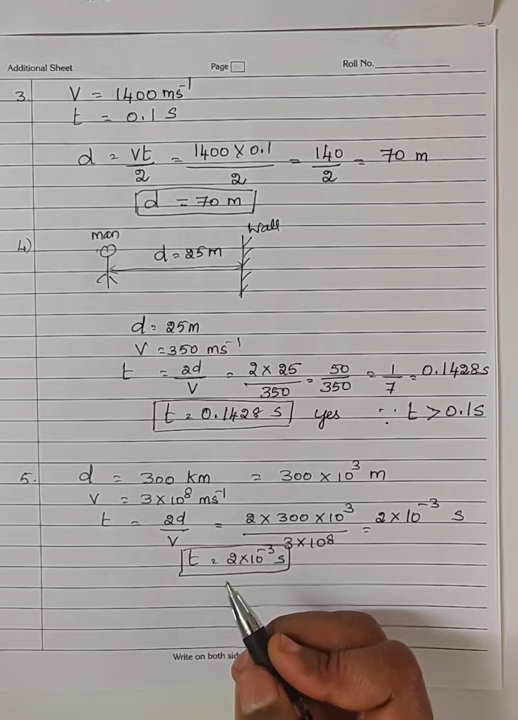 Additional Sheet Page Roll No.
3. V = 1400 ms⁻¹
t = 0.1 s
d = Vt/2 = 1400 × 0.1/2 = 140/2 = 70 m
d = 70 m
4) man Wall
d = 25m
d = 25m
V = 350 ms⁻¹
t = 2d/V = 2 × 25/350 = 50/350 = 1/7 = 0.1428s
t = 0.1428 s yes ∵ t > 0.1s
5. d = 300 km = 300 × 10³ m
V = 3×10⁸ ms⁻¹
t = 2d/V = 2 × 300 × 10³/3×10⁸ = 2 × 10⁻³ s
t = 2×10⁻³ s
Write on both